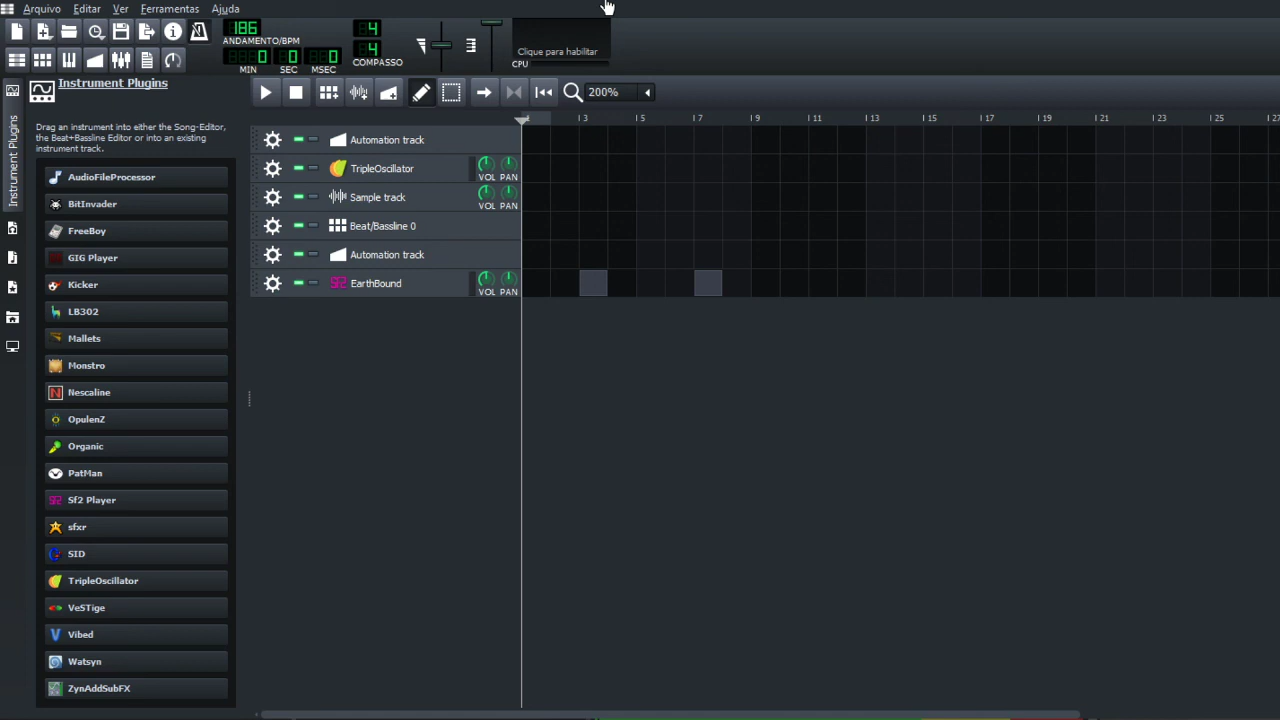 Arquivo Editar Ver Ferramentas Ajuda
186
ANDAMENTO/BPM
4
4
COMPASSO
0 0 0
MIN SEC MSEC
Clique para habilitar
CPU
Instrument Plugins
Instrument Plugins
Drag an instrument into either the Song-Editor,
the Beat+Bassline Editor or into an existing
instrument track.
AudioFileProcessor
BitInvader
FreeBoy
GIG Player
Kicker
LB302
Mallets
Monstro
Nescaline
OpulenZ
Organic
PatMan
Sf2 Player
sfxr
SID
TripleOscillator
VeSTige
Vibed
Watsyn
ZynAddSubFX
200%
3 5 7 9 11 13 15 17 19 21 23 25 27
Automation track
TripleOscillator VOL PAN
Sample track VOL PAN
Beat/Bassline 0
Automation track
SF2 EarthBound VOL PAN